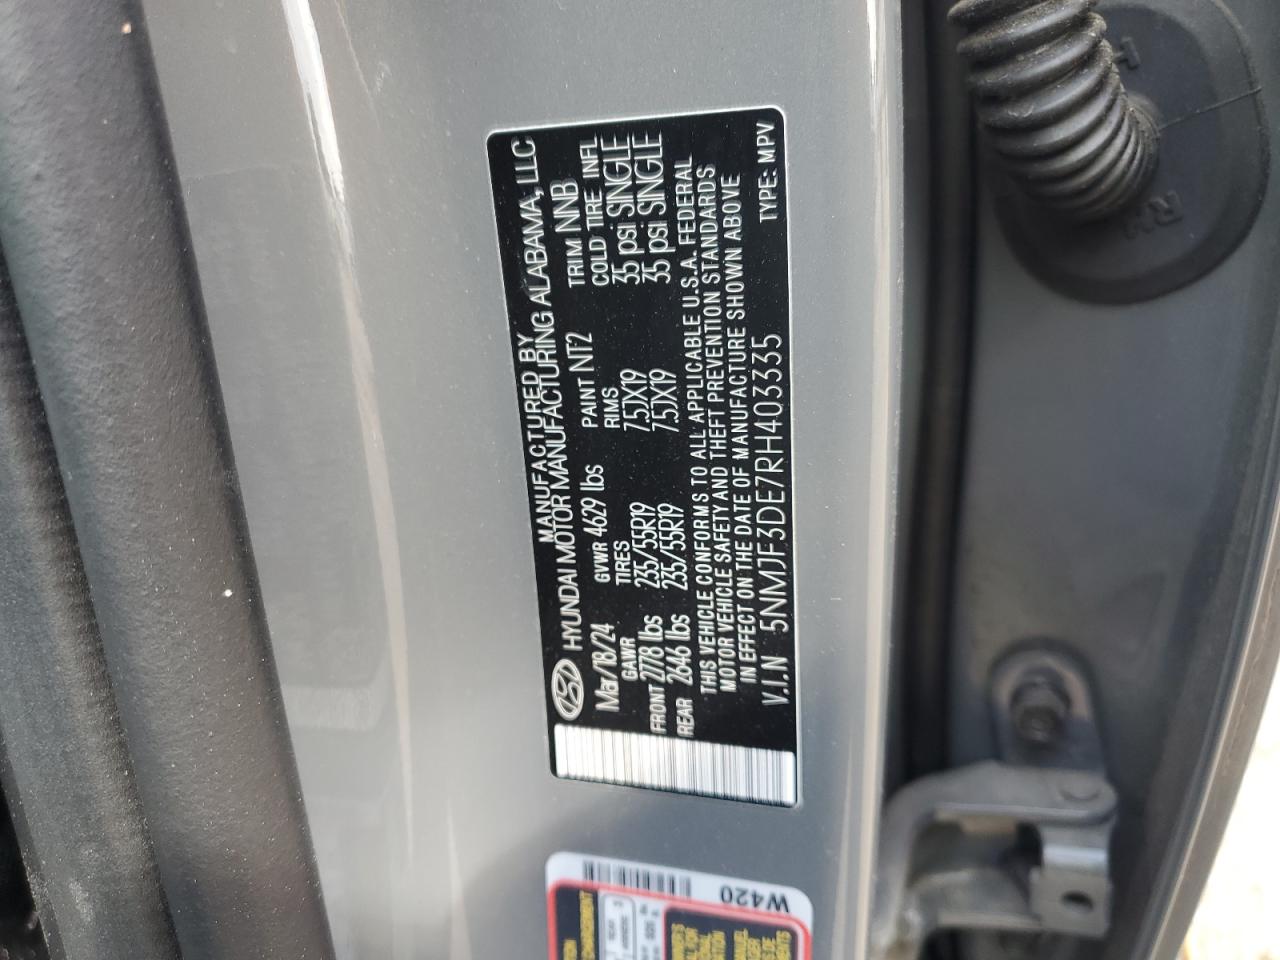 MANUFACTURED BY
HYUNDAI MOTOR MANUFACTURING ALABAMA, LLC
Mar/18/24 GVWR 4629 lbs PAINT NT2 TRIM NNB
GAWR TIRES RIMS COLD TIRE INFL
FRONT 2778 lbs 235/55R19 7.5JX19 35 psi SINGLE
REAR 2646 lbs 235/55R19 7.5JX19 35 psi SINGLE
THIS VEHICLE CONFORMS TO ALL APPLICABLE U.S.A. FEDERAL
MOTOR VEHICLE SAFETY AND THEFT PREVENTION STANDARDS
IN EFFECT ON THE DATE OF MANUFACTURE SHOWN ABOVE
V.I.N 5NMJF3DE7RH403335 TYPE: MPV
W420
RH